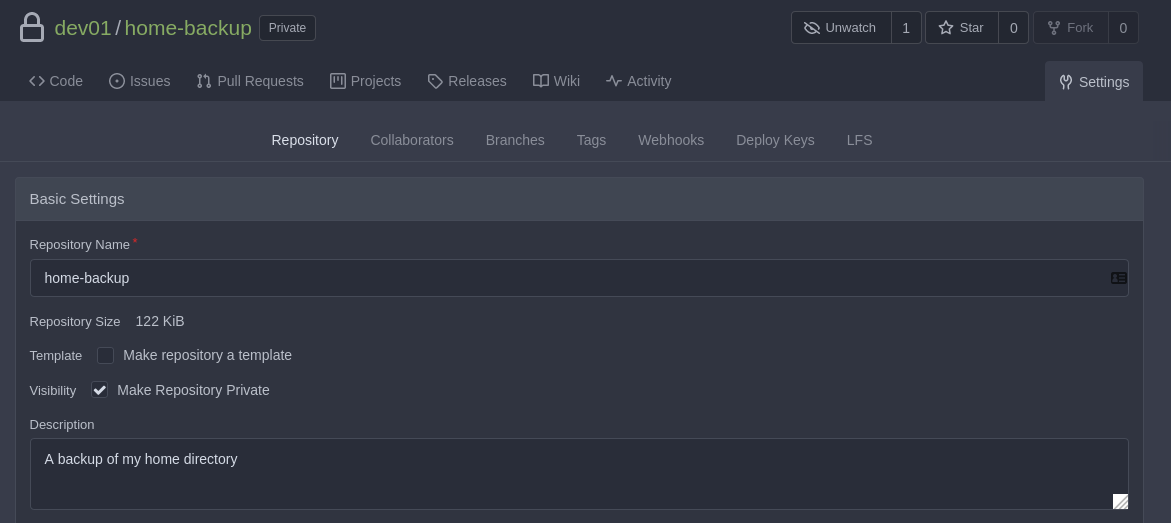 dev01 / home-backup Private Unwatch 1 Star 0 Fork 0
Code Issues Pull Requests Projects Releases Wiki Activity Settings
Repository Collaborators Branches Tags Webhooks Deploy Keys LFS
Basic Settings
Repository Name *
home-backup
Repository Size 122 KiB
Template Make repository a template
Visibility Make Repository Private
Description
A backup of my home directory